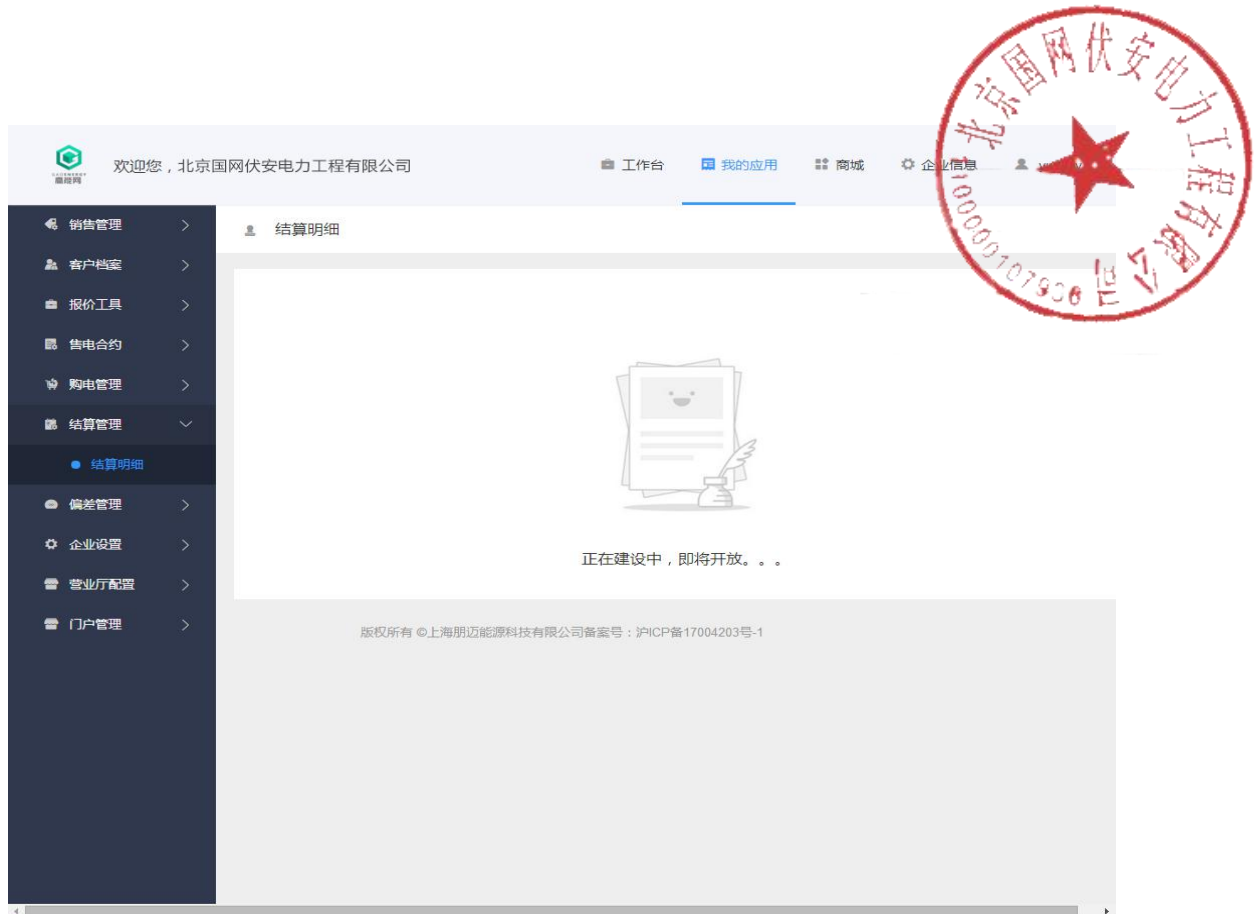 北京国网伏安电力工程有限公司
欢迎您，北京国网伏安电力工程有限公司
工作台
我的应用
商城
企业信息
销售管理
结算明细
客户档案
报价工具
售电合约
购电管理
结算管理
结算明细
偏差管理
企业设置
营业厅配置
门户管理
正在建设中，即将开放。。。
版权所有 ©上海朋迈能源科技有限公司备案号：沪ICP备17004203号-1